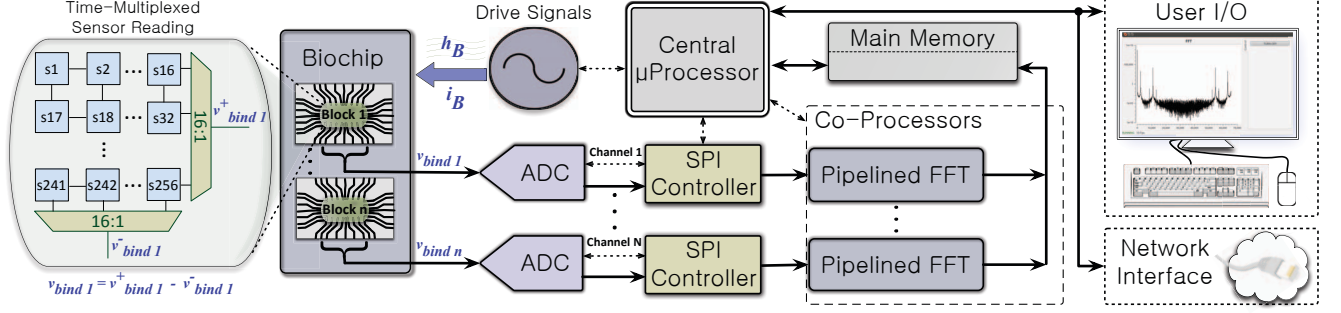 Time-Multiplexed
Sensor Reading
s1 s2 ••• s16
s17 s18 ••• s32
s241 s242 ••• s256
16:1
16:1
v+bind 1
v-bind 1
vbind 1 = v+bind 1 - v-bind 1
Biochip
Block 1
Block n
hB
iB
Drive Signals
vbind 1
vbind n
ADC
ADC
Channel 1
Channel N
Central
μProcessor
SPI
Controller
SPI
Controller
Main Memory
Co-Processors
Pipelined FFT
Pipelined FFT
User I/O
FFT
Network
Interface